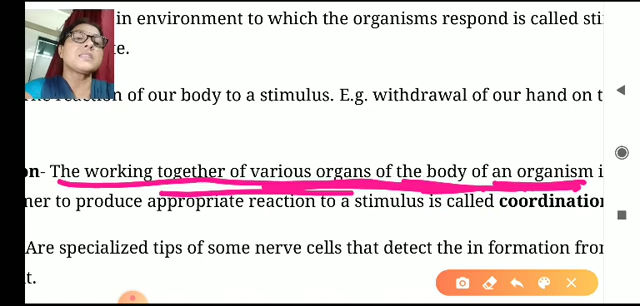 in environment to which the organisms respond is called sti
te.
n of our body to a stimulus. E.g. withdrawal of our hand on t
on- The working together of various organs of the body of an organism i
ner to produce appropriate reaction to a stimulus is called coordination
Are specialized tips of some nerve cells that detect the in formation from
t.